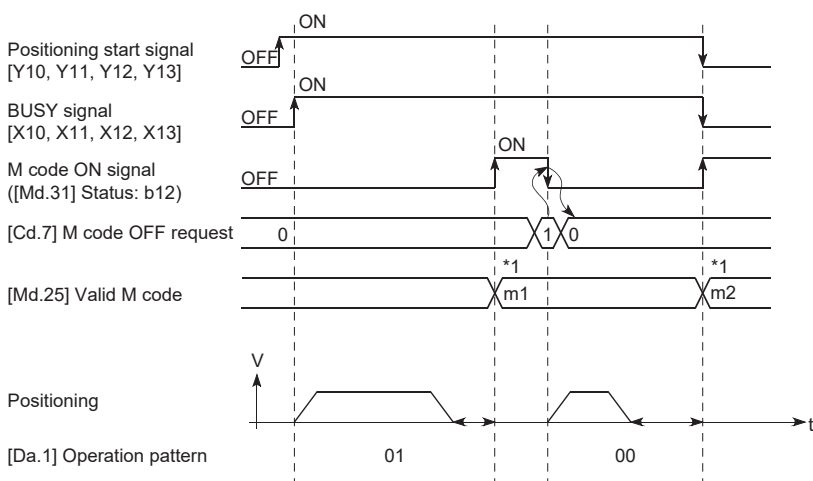 ON
Positioning start signal
[Y10, Y11, Y12, Y13]
OFF
ON
BUSY signal
[X10, X11, X12, X13]
OFF
ON
M code ON signal
([Md.31] Status: b12)
OFF
[Cd.7] M code OFF request 0 1 0
*1 *1
[Md.25] Valid M code m1 m2
V
Positioning
t
[Da.1] Operation pattern 01 00